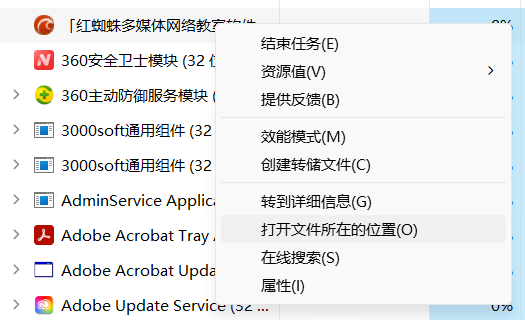 「红蜘蛛多媒体网络教室软件
0%
结束任务(E)
360安全卫士模块 (32 位
资源值(V)
360主动防御服务模块 (
提供反馈(B)
3000soft通用组件 (32
效能模式(M)
3000soft通用组件 (32
创建转储文件(C)
AdminService Applica
转到详细信息(G)
Adobe Acrobat Tray
打开文件所在的位置(O)
在线搜索(S)
Adobe Acrobat Upda
属性(I)
Adobe Update Service (32 ...
0%